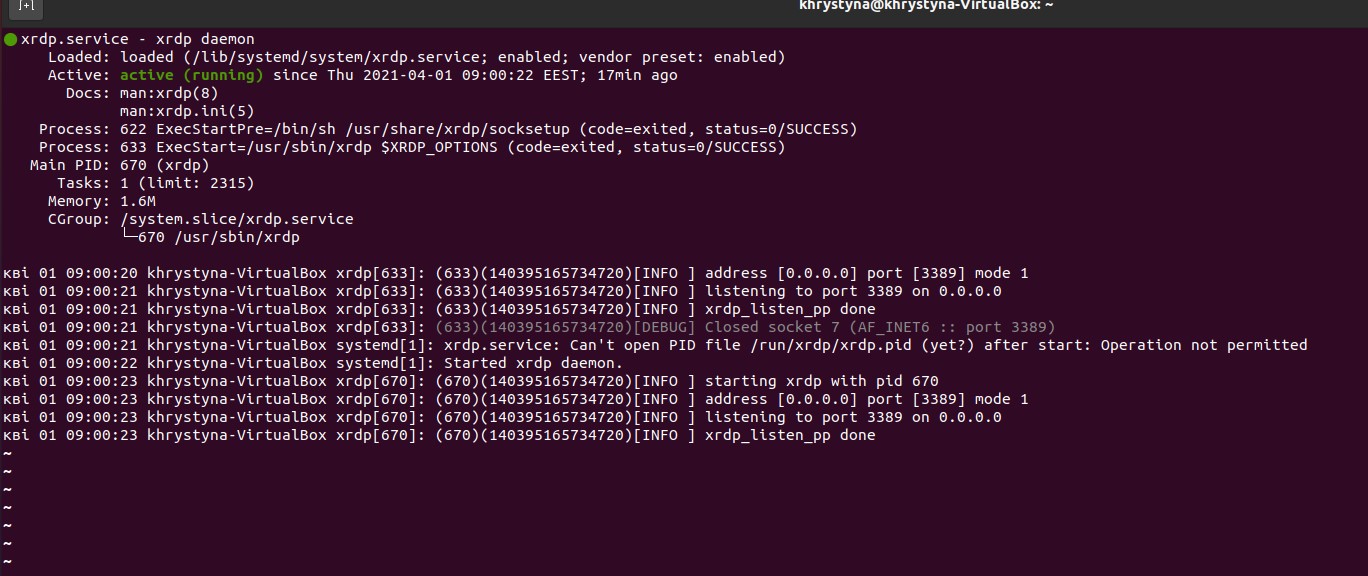 khrystyna@khrystyna-VirtualBox: ~
xrdp.service - xrdp daemon
Loaded: loaded (/lib/systemd/system/xrdp.service; enabled; vendor preset: enabled)
Active: active (running) since Thu 2021-04-01 09:00:22 EEST; 17min ago
Docs: man:xrdp(8)
man:xrdp.ini(5)
Process: 622 ExecStartPre=/bin/sh /usr/share/xrdp/socksetup (code=exited, status=0/SUCCESS)
Process: 633 ExecStart=/usr/sbin/xrdp $XRDP_OPTIONS (code=exited, status=0/SUCCESS)
Main PID: 670 (xrdp)
Tasks: 1 (limit: 2315)
Memory: 1.6M
CGroup: /system.slice/xrdp.service
└─670 /usr/sbin/xrdp
кві 01 09:00:20 khrystyna-VirtualBox xrdp[633]: (633)(140395165734720)[INFO ] address [0.0.0.0] port [3389] mode 1
кві 01 09:00:21 khrystyna-VirtualBox xrdp[633]: (633)(140395165734720)[INFO ] listening to port 3389 on 0.0.0.0
кві 01 09:00:21 khrystyna-VirtualBox xrdp[633]: (633)(140395165734720)[INFO ] xrdp_listen_pp done
кві 01 09:00:21 khrystyna-VirtualBox xrdp[633]: (633)(140395165734720)[DEBUG] Closed socket 7 (AF_INET6 :: port 3389)
кві 01 09:00:21 khrystyna-VirtualBox systemd[1]: xrdp.service: Can't open PID file /run/xrdp/xrdp.pid (yet?) after start: Operation not permitted
кві 01 09:00:22 khrystyna-VirtualBox systemd[1]: Started xrdp daemon.
кві 01 09:00:23 khrystyna-VirtualBox xrdp[670]: (670)(140395165734720)[INFO ] starting xrdp with pid 670
кві 01 09:00:23 khrystyna-VirtualBox xrdp[670]: (670)(140395165734720)[INFO ] address [0.0.0.0] port [3389] mode 1
кві 01 09:00:23 khrystyna-VirtualBox xrdp[670]: (670)(140395165734720)[INFO ] listening to port 3389 on 0.0.0.0
кві 01 09:00:23 khrystyna-VirtualBox xrdp[670]: (670)(140395165734720)[INFO ] xrdp_listen_pp done
~
~
~
~
~
~
~